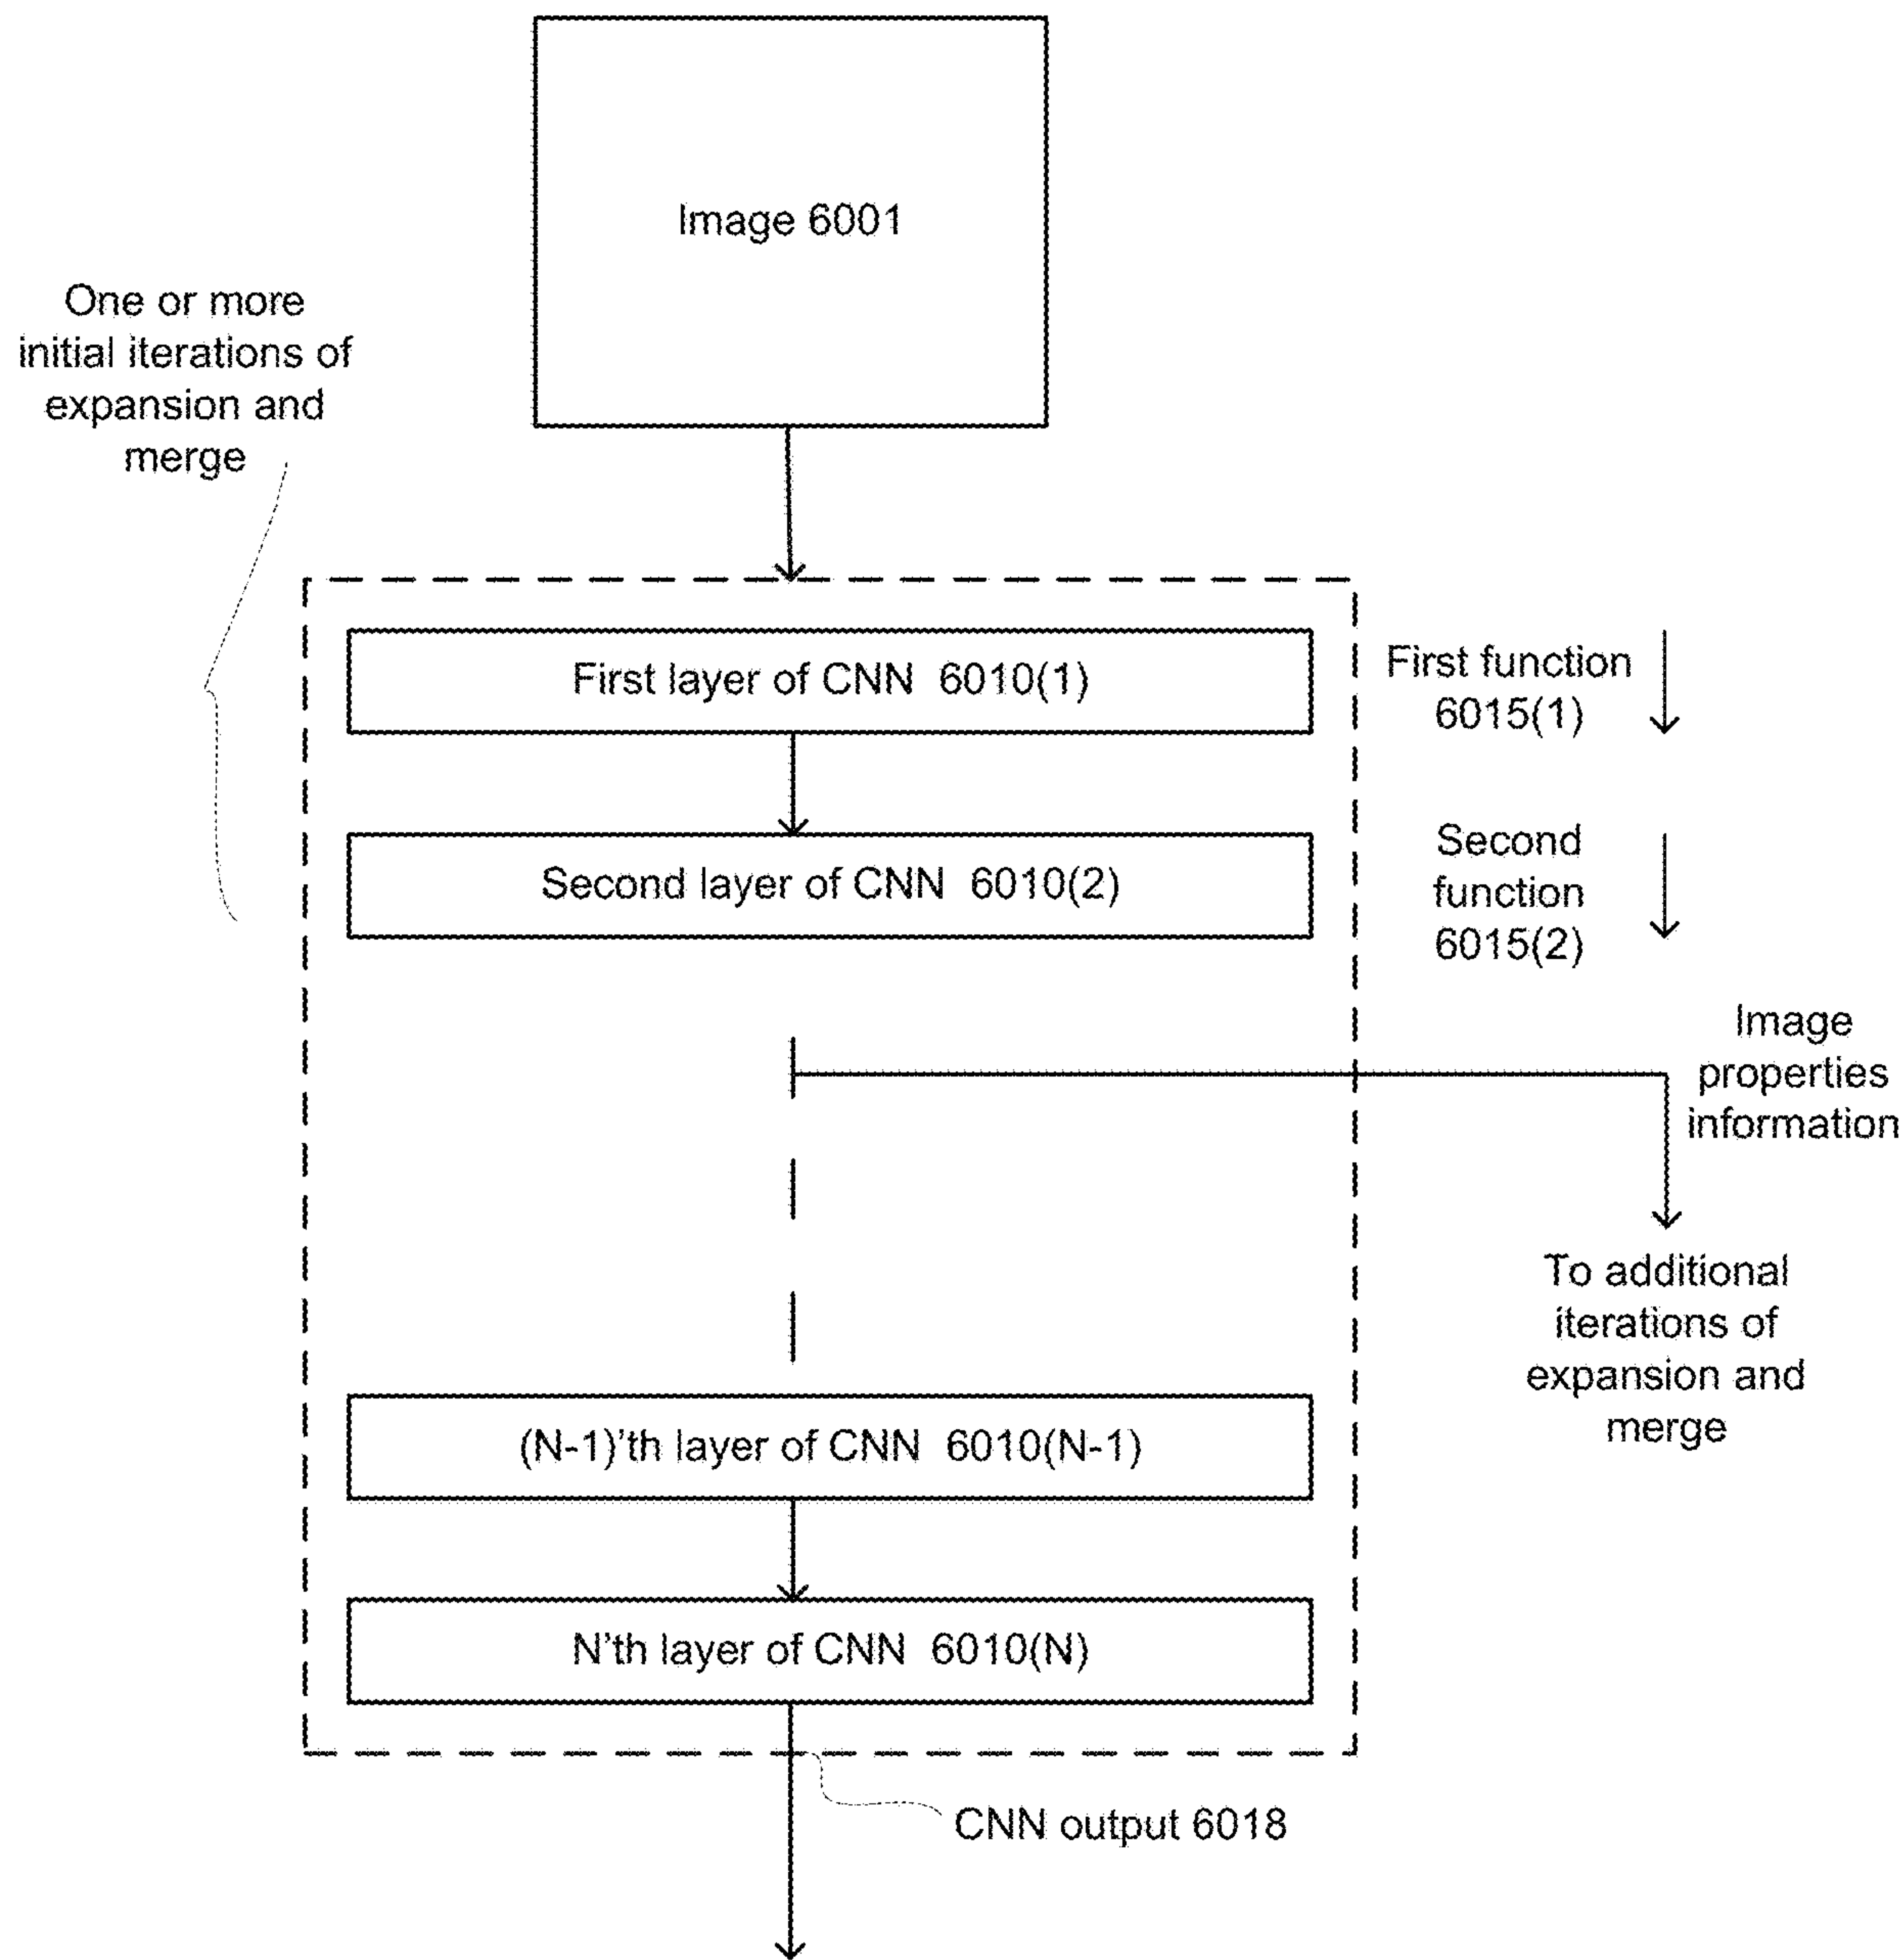 Image 6001
One or more
initial iterations of
expansion and
merge
First layer of CNN 6010(1)
First function
6015(1)
Second layer of CNN 6010(2)
Second
function
6015(2)
Image
properties
information
To additional
iterations of
expansion and
merge
(N-1)'th layer of CNN 6010(N-1)
N'th layer of CNN 6010(N)
CNN output 6018